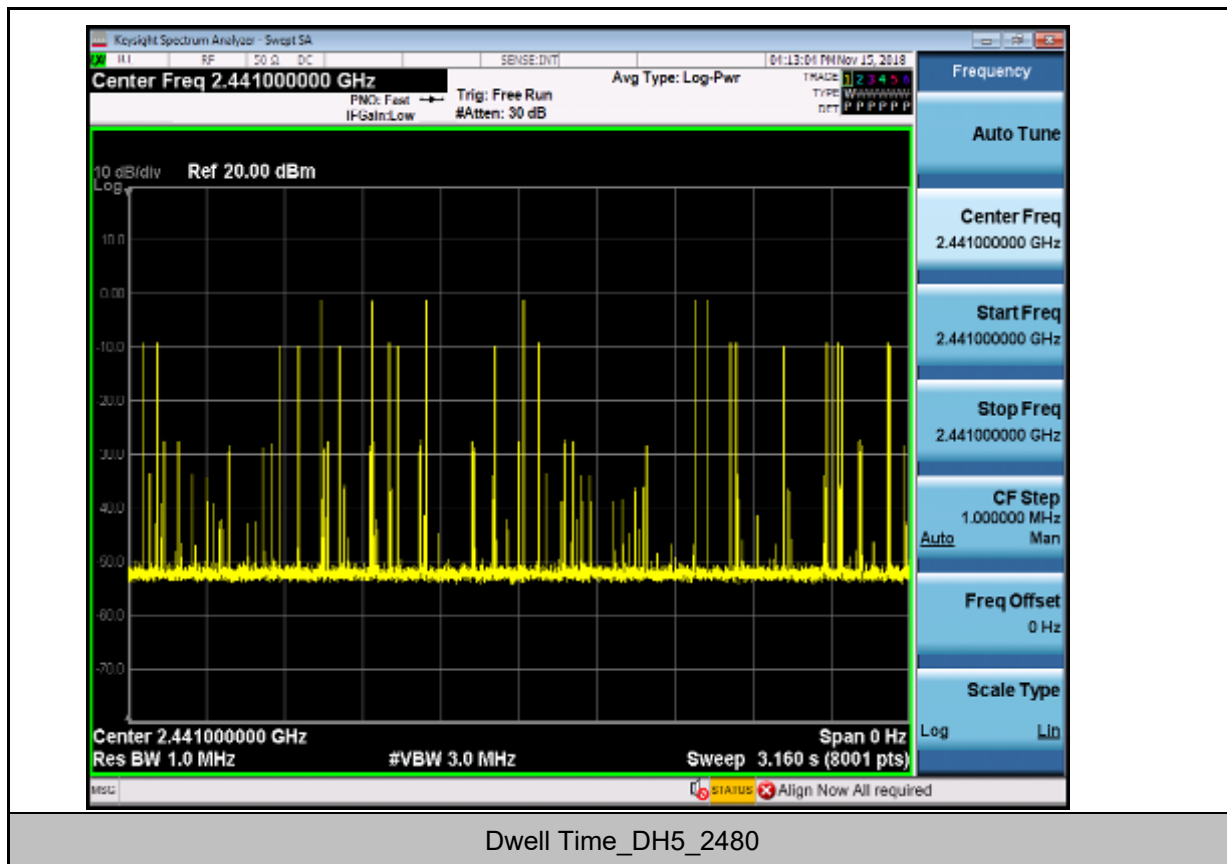 Keysight Spectrum Analyzer - Swept SA
RF 50 Ω DC SENSE:INT 04:13:04 PM Nov 15, 2018
Center Freq 2.441000000 GHz Avg Type: Log-Pwr TRACE 1 2 3 4 5 6
PNO: Fast Trig: Free Run TYPE WWWWWW
IFGain:Low #Atten: 30 dB DET P P P P P P
10 dB/div Ref 20.00 dBm
Log
10.0
0.00
-10.0
-20.0
-30.0
-40.0
-50.0
-60.0
-70.0
Center 2.441000000 GHz Span 0 Hz
Res BW 1.0 MHz #VBW 3.0 MHz Sweep 3.160 s (8001 pts)
MSG STATUS Align Now All required
Frequency
Auto Tune
Center Freq
2.441000000 GHz
Start Freq
2.441000000 GHz
Stop Freq
2.441000000 GHz
CF Step
1.000000 MHz
Auto Man
Freq Offset
0 Hz
Scale Type
Log Lin
Dwell Time_DH5_2480